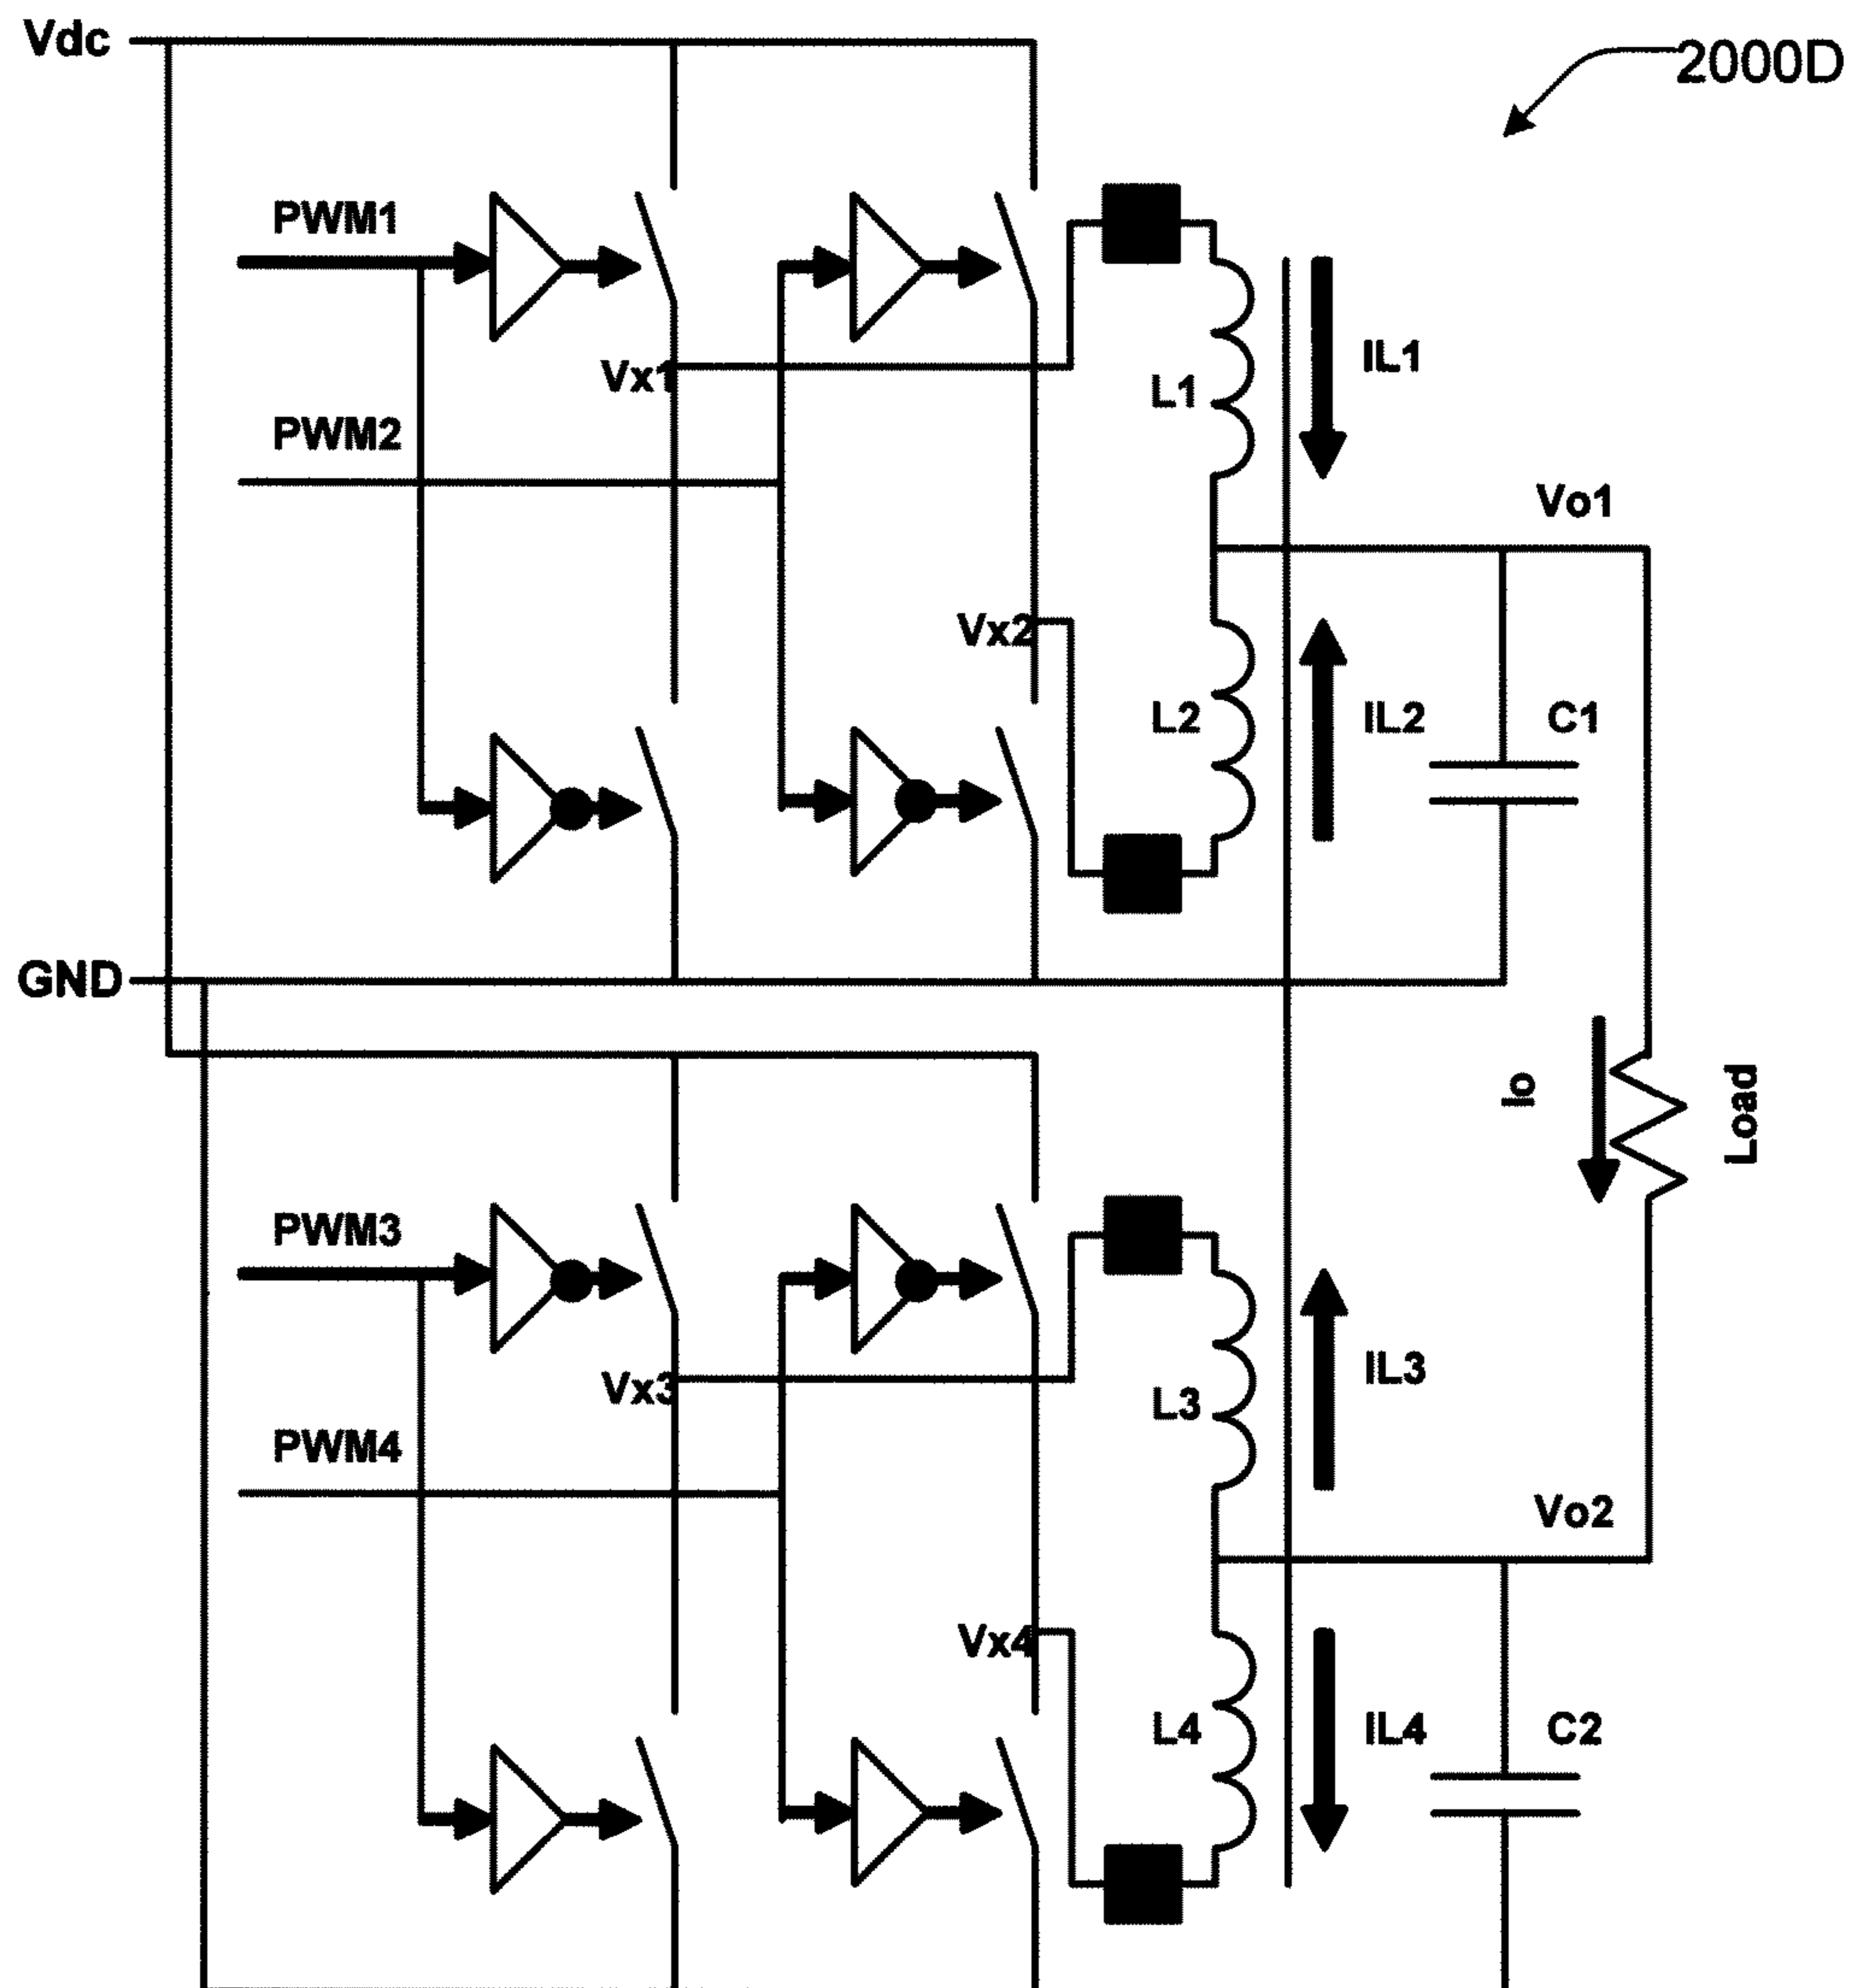 Vdc
2000D
PWM1
Vx1
L1
IL1
PWM2
Vo1
Vx2
L2
IL2
C1
GND
Io
Load
PWM3
Vx3
L3
IL3
PWM4
Vo2
Vx4
L4
IL4
C2